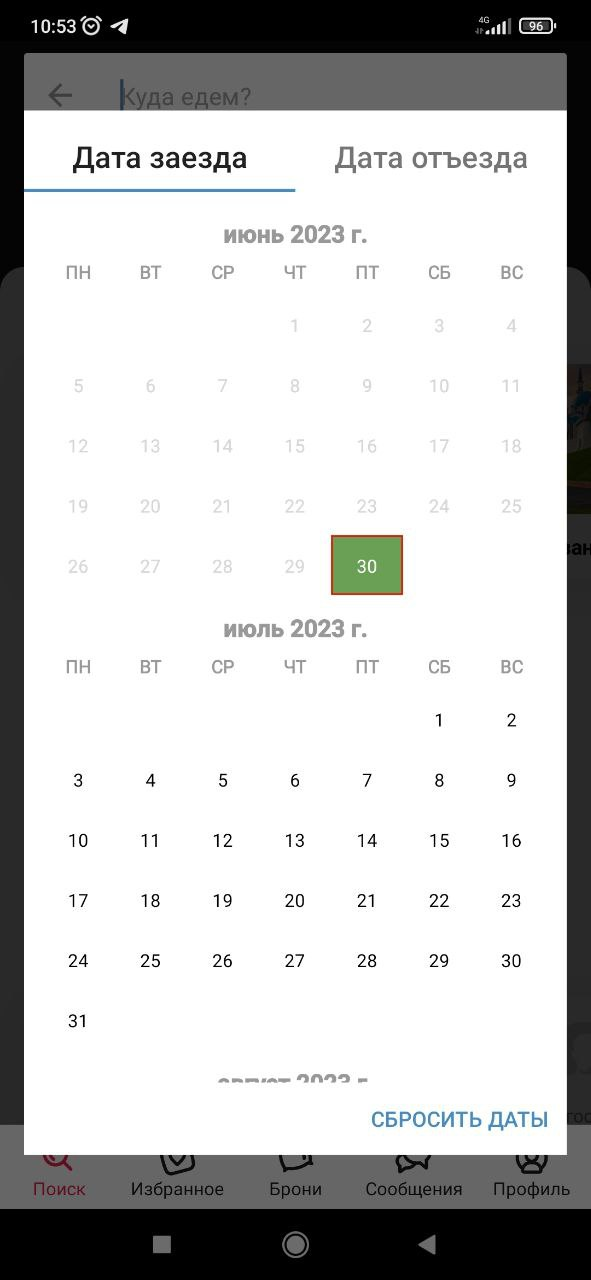 10:53 4G 96
Куда едем?
Дата заезда Дата отъезда
июнь 2023 г.
ПН ВТ СР ЧТ ПТ СБ ВС
1 2 3 4
5 6 7 8 9 10 11
12 13 14 15 16 17 18
19 20 21 22 23 24 25
26 27 28 29 30
июль 2023 г.
ПН ВТ СР ЧТ ПТ СБ ВС
1 2
3 4 5 6 7 8 9
10 11 12 13 14 15 16
17 18 19 20 21 22 23
24 25 26 27 28 29 30
31
август 2023 г.
СБРОСИТЬ ДАТЫ
Поиск Избранное Брони Сообщения Профиль